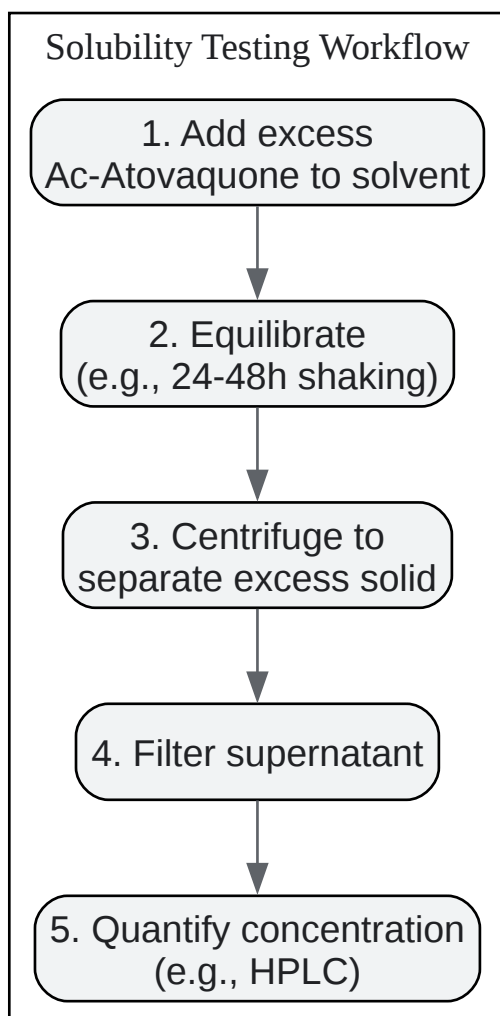 Solubility Testing Workflow
1. Add excess
Ac-Atovaquone to solvent
2. Equilibrate
(e.g., 24-48h shaking)
3. Centrifuge to
separate excess solid
4. Filter supernatant
5. Quantify concentration
(e.g., HPLC)